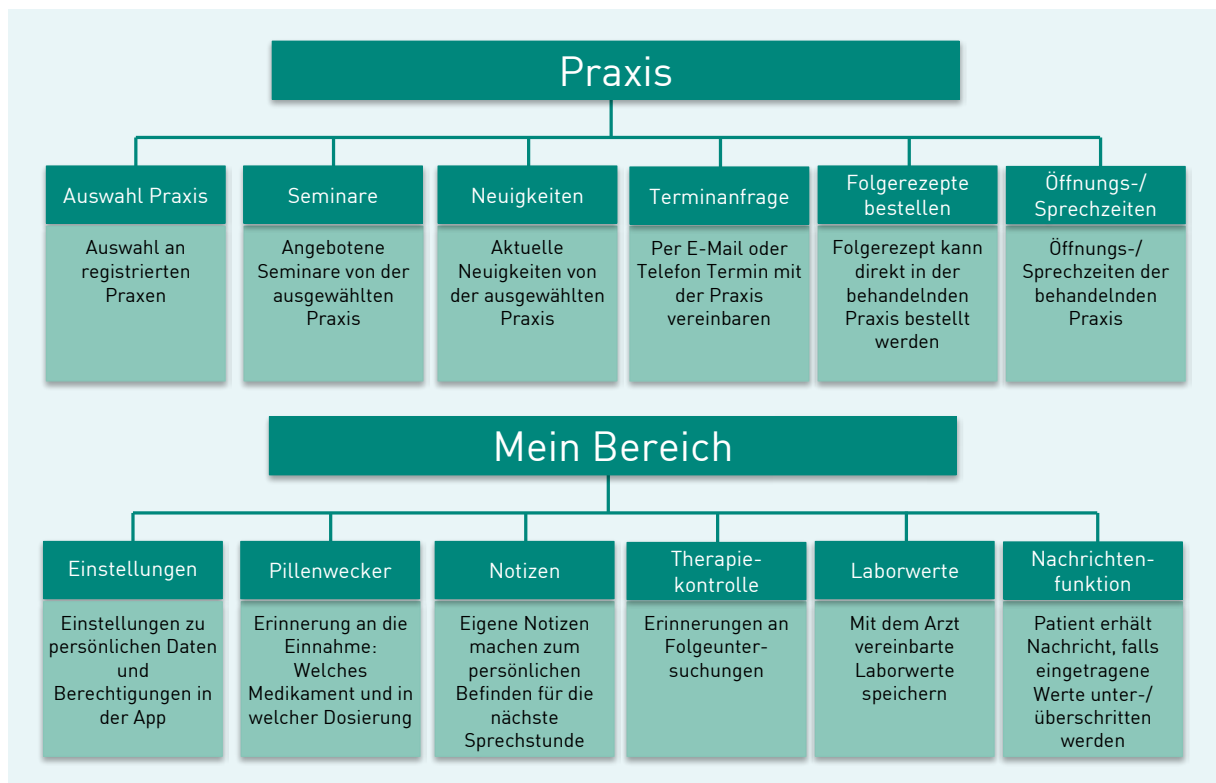 Praxis
Auswahl Praxis
Auswahl an
registrierten
Praxen
Seminare
Angebotene
Seminare von der
ausgewählten
Praxis
Neuigkeiten
Aktuelle
Neuigkeiten von
der ausgewählten
Praxis
Terminanfrage
Per E-Mail oder
Telefon Termin mit
der Praxis
vereinbaren
Folgerezepte
bestellen
Folgerezept kann
direkt in der
behandelnden
Praxis bestellt
werden
Öffnungs-/
Sprechzeiten
Öffnungs-/
Sprechzeiten der
behandelnden
Praxis
Mein Bereich
Einstellungen
Einstellungen zu
persönlichen Daten
und
Berechtigungen in
der App
Pillenwecker
Erinnerung an die
Einnahme:
Welches
Medikament und in
welcher Dosierung
Notizen
Eigene Notizen
machen zum
persönlichen
Befinden für die
nächste
Sprechstunde
Therapie-
kontrolle
Erinnerungen an
Folgeunter-
suchungen
Laborwerte
Mit dem Arzt
vereinbarte
Laborwerte
speichern
Nachrichten-
funktion
Patient erhält
Nachricht, falls
eingetragene
Werte unter-/
überschritten
werden